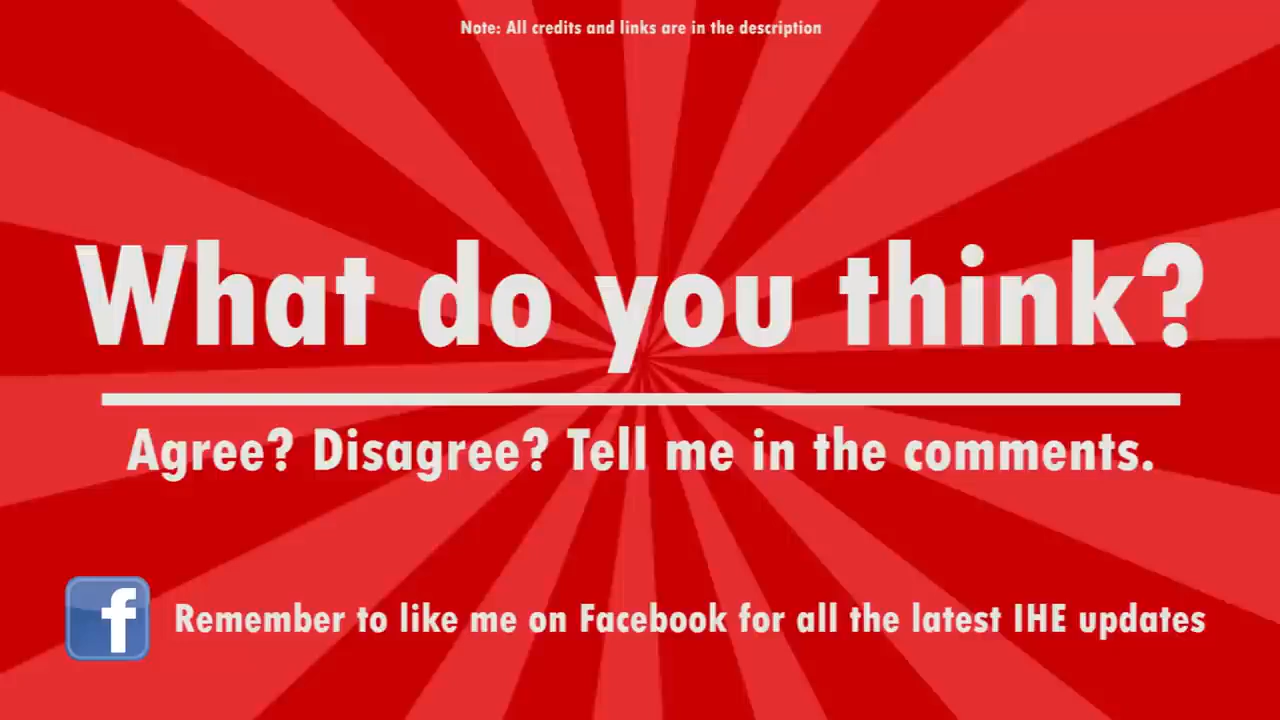 Note: All credits and links are in the description
What do you think?
Agree? Disagree? Tell me in the comments.
f
Remember to like me on Facebook for all the latest IHE updates